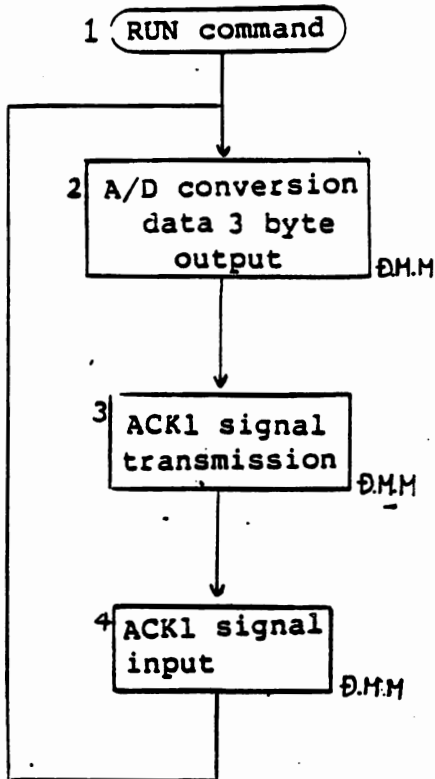 1 RUN command
2 A/D conversion
data 3 byte
output
D.M.M
3 ACK1 signal
transmission
D.M.M
4 ACK1 signal
input
D.M.M